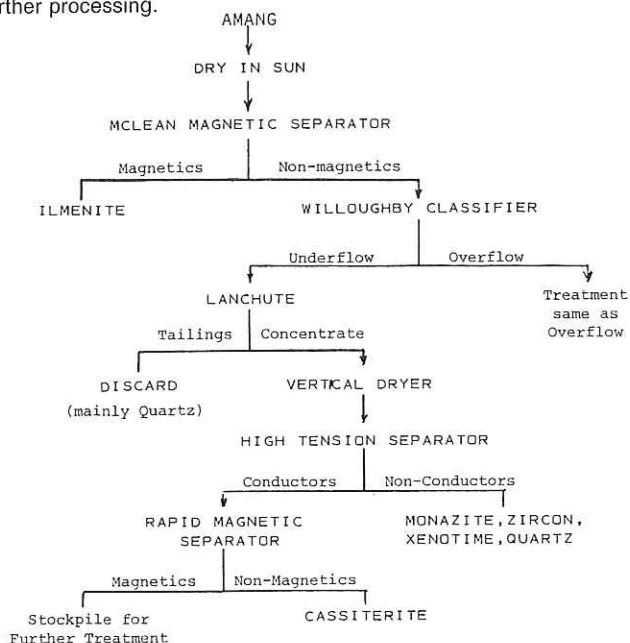 rther processing.
AMANG
DRY IN SUN
MCLEAN MAGNETIC SEPARATOR
Magnetics Non-magnetics
ILMENITE WILLOUGHBY CLASSIFIER
Underflow Overflow
LANCHUTE
Treatment
same as
Overflow
Tailings Concentrate
DISCARD
(mainly Quartz)
VERTICAL DRYER
HIGH TENSION SEPARATOR
Conductors Non-Conductors
RAPID MAGNETIC
SEPARATOR
MONAZITE,ZIRCON,
XENOTIME,QUARTZ
Magnetics Non-Magnetics
Stockpile for
Further Treatment
CASSITERITE